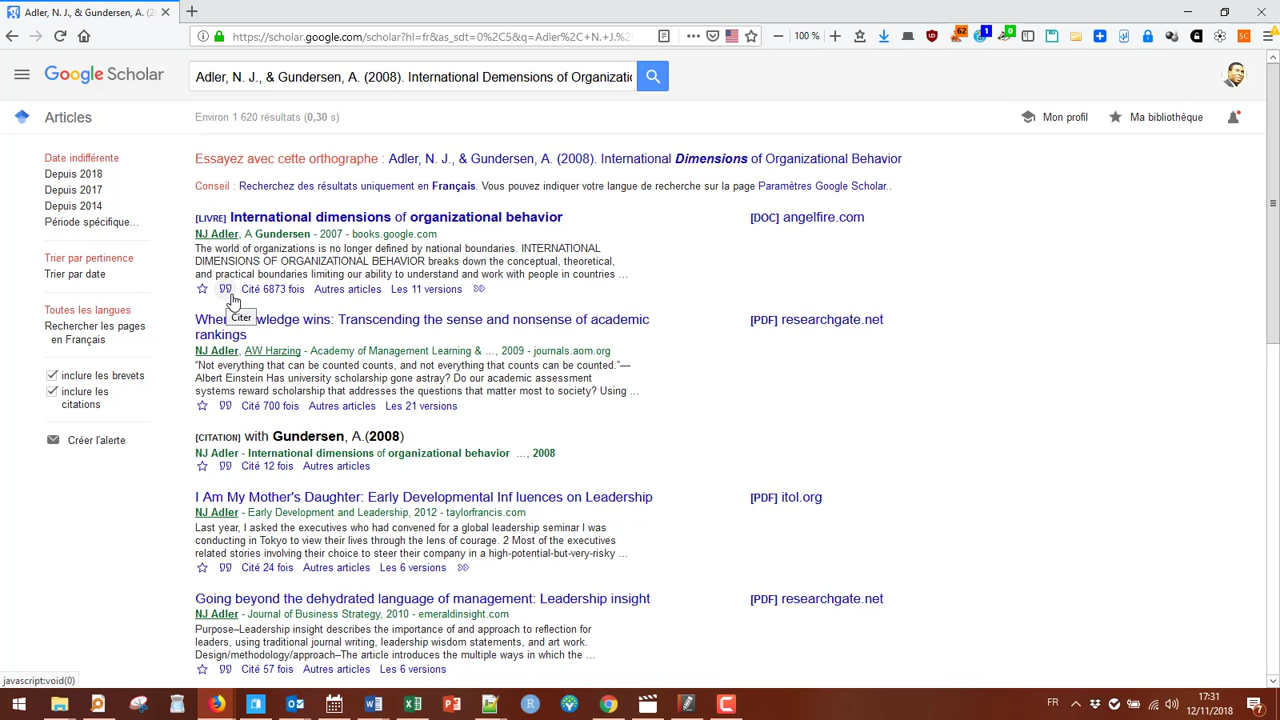 Adler, N. J., & Gundersen, A. (2
https://scholar.google.com/scholar?hl=fr&as_sdt=0%2C5&q=Adler%2C+N.+J.%2
100 %
62
1
0
Google Scholar
Adler, N. J., & Gundersen, A. (2008). International Demensions of Organizatic
Articles
Environ 1 620 résultats (0,30 s)
Mon profil
Ma bibliothèque
Date indifférente
Depuis 2018
Depuis 2017
Depuis 2014
Période spécifique...
Trier par pertinence
Trier par date
Toutes les langues
Rechercher les pages
en Français
inclure les brevets
inclure les
citations
Créer l'alerte
Essayez avec cette orthographe : Adler, N. J., & Gundersen, A. (2008). International Dimensions of Organizational Behavior
Conseil : Recherchez des résultats uniquement en Français. Vous pouvez indiquer votre langue de recherche sur la page Paramètres Google Scholar..
[LIVRE] International dimensions of organizational behavior
[DOC] angelfire.com
NJ Adler, A Gundersen - 2007 - books.google.com
The world of organizations is no longer defined by national boundaries. INTERNATIONAL
DIMENSIONS OF ORGANIZATIONAL BEHAVIOR breaks down the conceptual, theoretical,
and practical boundaries limiting our ability to understand and work with people in countries ...
Cité 6873 fois Autres articles Les 11 versions
Citer
When wledge wins: Transcending the sense and nonsense of academic
rankings
[PDF] researchgate.net
NJ Adler, AW Harzing - Academy of Management Learning & ..., 2009 - journals.aom.org
"Not everything that can be counted counts, and not everything that counts can be counted."—
Albert Einstein Has university scholarship gone astray? Do our academic assessment
systems reward scholarship that addresses the questions that matter most to society? Using ...
Cité 700 fois Autres articles Les 21 versions
[CITATION] with Gundersen, A.(2008)
NJ Adler - International dimensions of organizational behavior ..., 2008
Cité 12 fois Autres articles
I Am My Mother's Daughter: Early Developmental Inf luences on Leadership
[PDF] itol.org
NJ Adler - Early Development and Leadership, 2012 - taylorfrancis.com
Last year, I asked the executives who had convened for a global leadership seminar I was
conducting in Tokyo to view their lives through the lens of courage. 2 Most of the executives
related stories involving their choice to steer their company in a high-potential-but-very-risky ...
Cité 24 fois Autres articles Les 6 versions
Going beyond the dehydrated language of management: Leadership insight
[PDF] researchgate.net
NJ Adler - Journal of Business Strategy, 2010 - emeraldinsight.com
Purpose–Leadership insight describes the importance of and approach to reflection for
leaders, using traditional journal writing, leadership wisdom statements, and art work.
Design/methodology/approach–The article introduces the multiple ways in which the ...
Cité 57 fois Autres articles Les 6 versions
javascript:void(0)
FR
17:31
12/11/2018